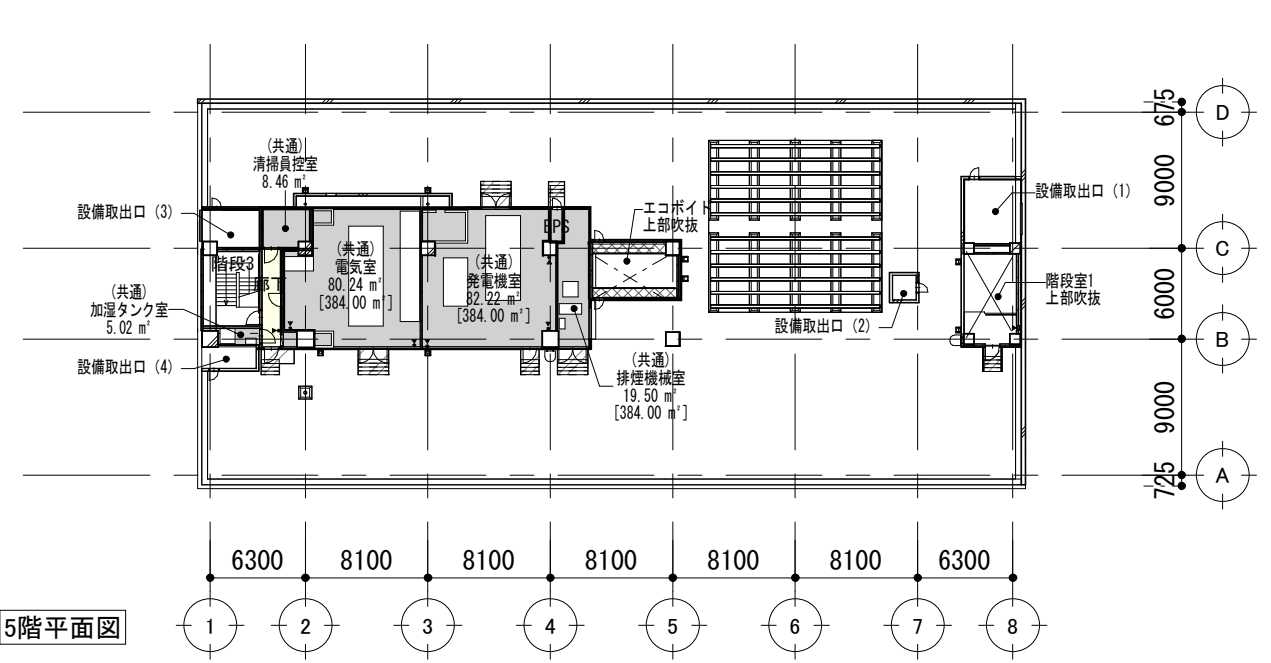 (共通)
清掃員控室
8.46 ㎡
設備取出口 (3)
階段3
廊下
(共通)
加湿タンク室
5.02 ㎡
設備取出口 (4)
(共通)
電気室
80.24 ㎡
[384.00 ㎡]
(共通)
発電機室
82.22 ㎡
[384.00 ㎡]
EPS
エコボイド
上部吹抜
(共通)
排煙機械室
19.50 ㎡
[384.00 ㎡]
設備取出口 (2)
設備取出口 (1)
階段室1
上部吹抜
675
9000
6000
9000
725
D
C
B
A
6300
8100
8100
8100
8100
8100
6300
1
2
3
4
5
6
7
8
5階平面図